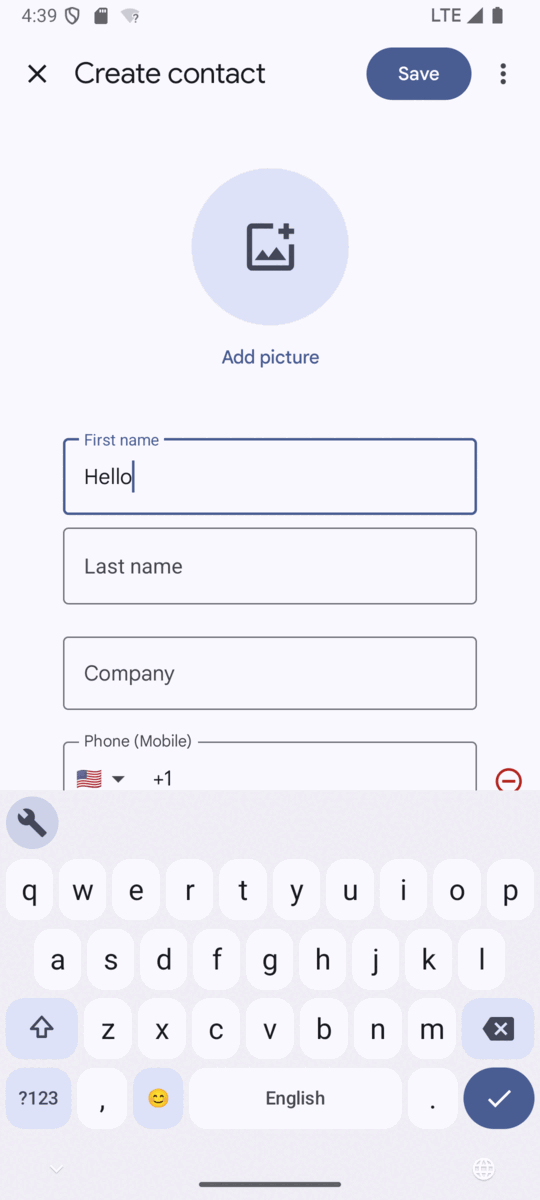 4:39
LTE
Create contact
Save
Add picture
First name
Hello
Last name
Company
Phone (Mobile)
+1
q w e r t y u i o p
a s d f g h j k l
z x c v b n m
?123 , English .